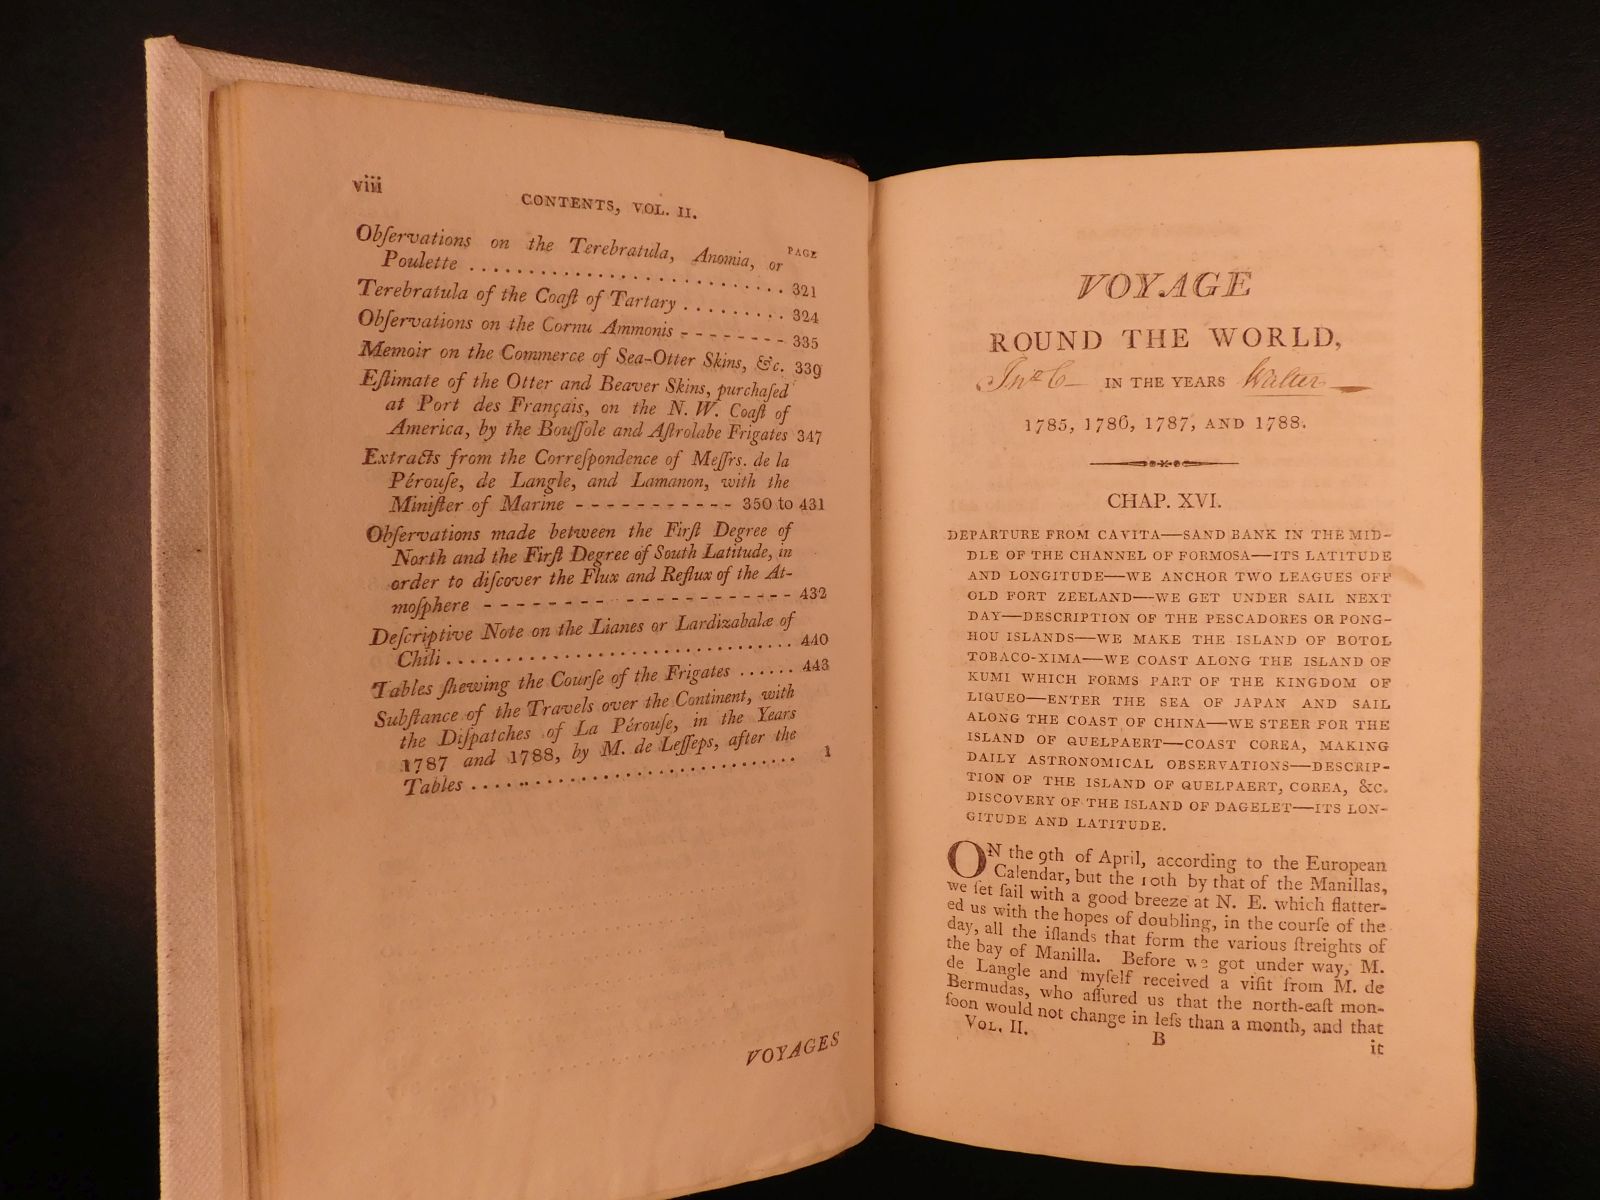 viii
CONTENTS, VOL. II.
PAGE
Obſervations on the Terebratula, Anomia, or
Poulette ............................ 321
Terebratula of the Coaſt of Tartary ......... 324
Obſervations on the Cornu Ammonis - - - - - - - 335
Memoir on the Commerce of Sea-Otter Skins, &c. 339
Eſtimate of the Otter and Beaver Skins, purchaſed
at Port des Français, on the N. W. Coaſt of
America, by the Bouſſole and Aſtrolabe Frigates 347
Extracts from the Correſpondence of Meſſrs. de la
Pérouſe, de Langle, and Lamanon, with the
Miniſter of Marine - - - - - - - - - - - 350 to 431
Obſervations made between the Firſt Degree of
North and the Firſt Degree of South Latitude, in
order to diſcover the Flux and Reflux of the At-
moſphere - - - - - - - - - - - - - - - - - - - - - 432
Deſcriptive Note on the Lianes or Lardizabalæ of
Chili ................................ 440
Tables ſhewing the Courſe of the Frigates ...... 443
Subſtance of the Travels over the Continent, with
the Diſpatches of La Pérouſe, in the Years
1787 and 1788, by M. de Leſſeps, after the
Tables .............................. 1
VOYAGES
VOYAGE
ROUND THE WORLD,
Jn<sup>o</sup> C— IN THE YEARS Walter—
1785, 1786, 1787, AND 1788.
CHAP. XVI.
DEPARTURE FROM CAVITA—SAND BANK IN THE MID-
DLE OF THE CHANNEL OF FORMOSA—ITS LATITUDE
AND LONGITUDE—WE ANCHOR TWO LEAGUES OFF
OLD FORT ZEELAND—WE GET UNDER SAIL NEXT
DAY—DESCRIPTION OF THE PESCADORES OR PONG-
HOU ISLANDS—WE MAKE THE ISLAND OF BOTOL
TOBACO-XIMA—WE COAST ALONG THE ISLAND OF
KUMI WHICH FORMS PART OF THE KINGDOM OF
LIQUEO—ENTER THE SEA OF JAPAN AND SAIL
ALONG THE COAST OF CHINA—WE STEER FOR THE
ISLAND OF QUELPAERT—COAST COREA, MAKING
DAILY ASTRONOMICAL OBSERVATIONS—DESCRIP-
TION OF THE ISLAND OF QUELPAERT, COREA, &c.
DISCOVERY OF THE ISLAND OF DAGELET—ITS LON-
GITUDE AND LATITUDE.
ON the 9th of April, according to the European
Calendar, but the 10th by that of the Manillas,
we ſet ſail with a good breeze at N. E. which flatter-
ed us with the hopes of doubling, in the courſe of the
day, all the iſlands that form the various ſtreights of
the bay of Manilla. Before we got under way, M.
de Langle and myſelf received a viſit from M. de
Bermudas, who aſſured us that the north-eaſt mon-
ſoon would not change in leſs than a month, and that
VOL. II.
B
it